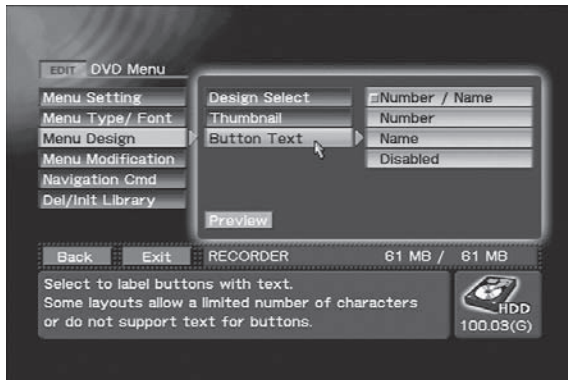 EDIT DVD Menu
Menu Setting
Menu Type/ Font
Menu Design
Menu Modification
Navigation Cmd
Del/Init Library
Design Select
Thumbnail
Button Text
Preview
Number / Name
Number
Name
Disabled
Back Exit RECORDER 61 MB / 61 MB
Select to label buttons with text.
Some layouts allow a limited number of characters
or do not support text for buttons.
HDD
100.03(G)